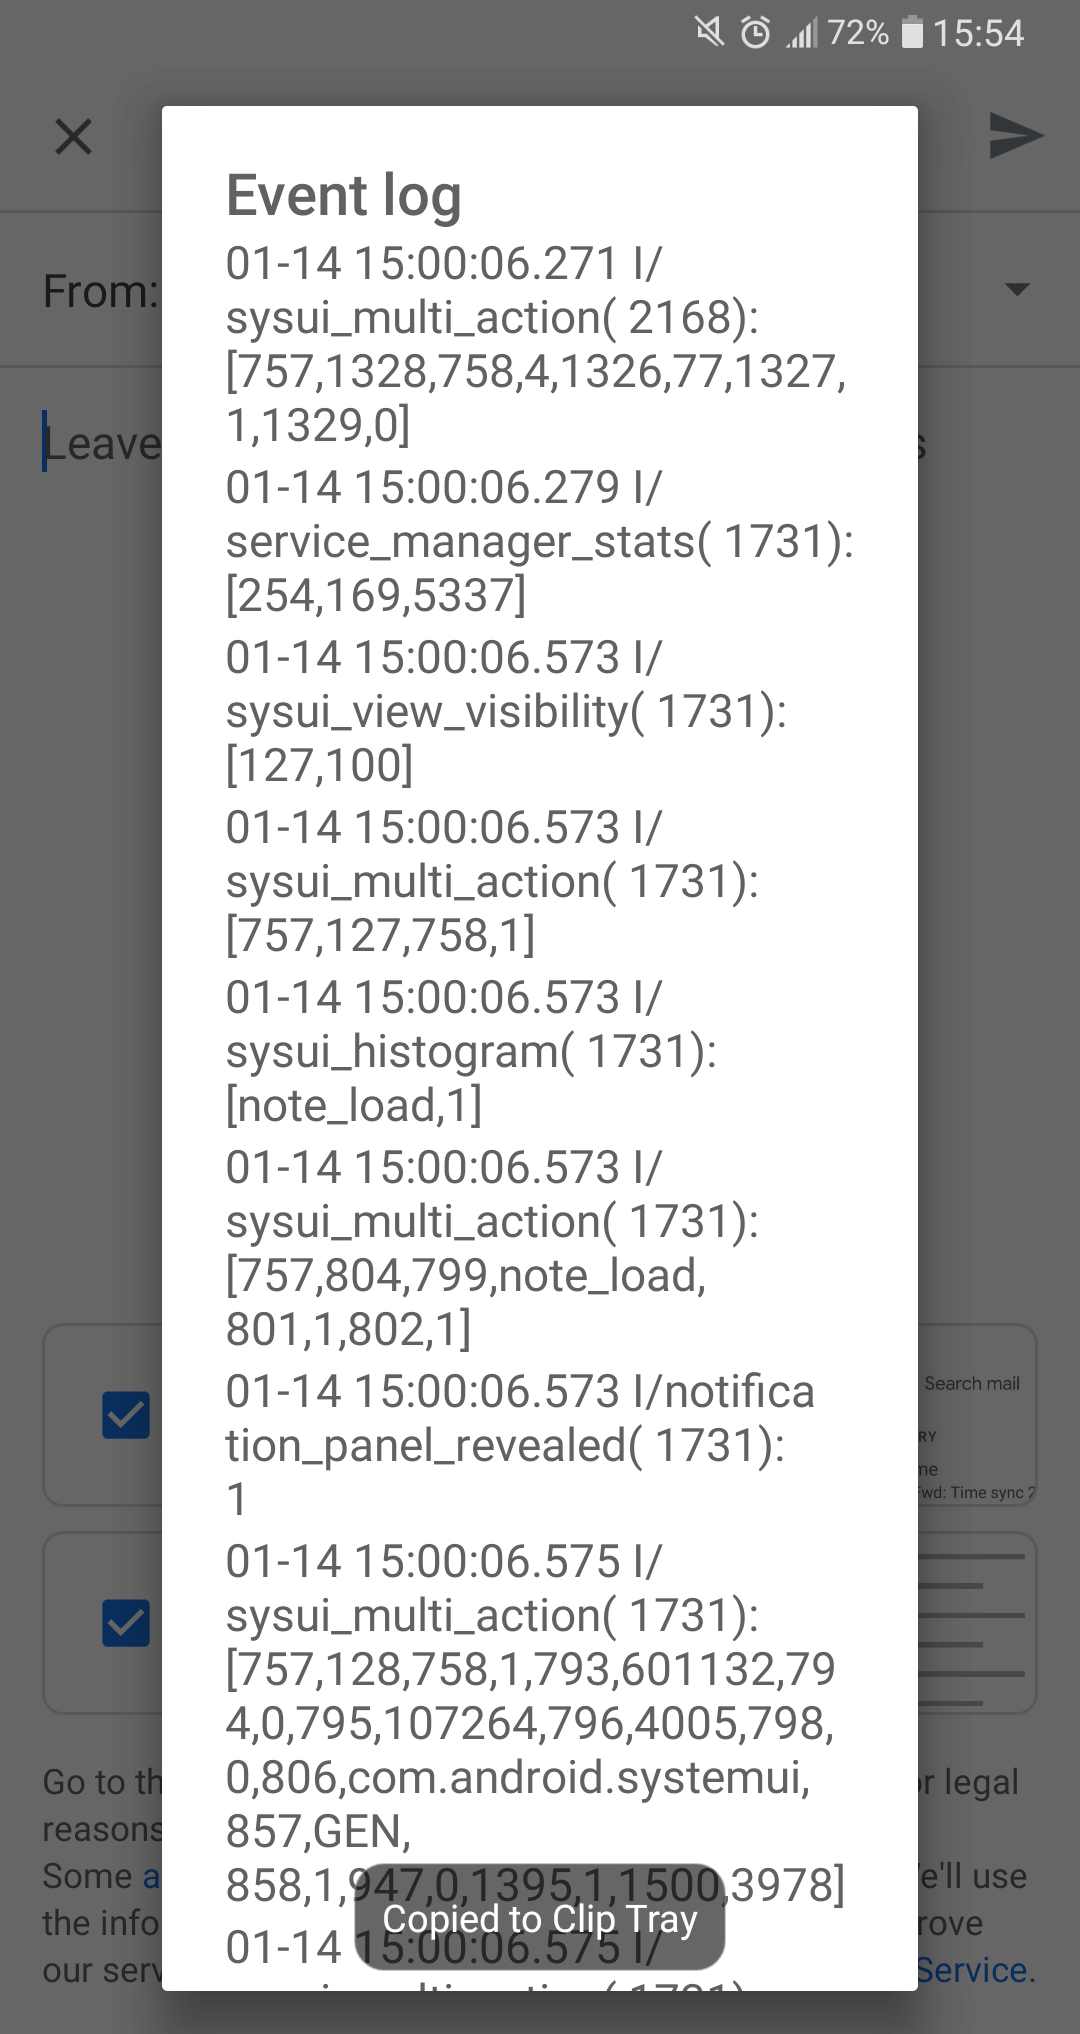 72% 15:54
Event log
01-14 15:00:06.271 I/
From:
sysui_multi_action( 2168):
[757,1328,758,4,1326,77,1327,
1,1329,0]
Leave
01-14 15:00:06.279 I/
service_manager_stats( 1731):
[254,169,5337]
01-14 15:00:06.573 I/
sysui_view_visibility( 1731):
[127,100]
01-14 15:00:06.573 I/
sysui_multi_action( 1731):
[757,127,758,1]
01-14 15:00:06.573 I/
sysui_histogram( 1731):
[note_load,1]
01-14 15:00:06.573 I/
sysui_multi_action( 1731):
[757,804,799,note_load,
801,1,802,1]
01-14 15:00:06.573 I/notifica
tion_panel_revealed( 1731):
1
01-14 15:00:06.575 I/
sysui_multi_action( 1731):
[757,128,758,1,793,601132,79
4,0,795,107264,796,4005,798,
0,806,com.android.systemui,
857,GEN,
858,1,947,0,1395,1,1500,3978]
01-14 15:00:06.575 I/
Copied to Clip Tray
Search mail
Fwd: Time sync
Go to
legal
reasons
Some
We'll use
the info
our
Service.